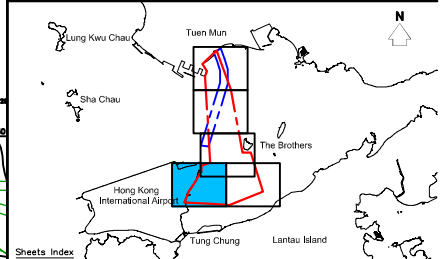 N
Tuen Mun
Lung Kwu Chau
Sha Chau
The Brothers
Hong Kong
International Airport
Tung Chung
Lantau Island
Sheets Index